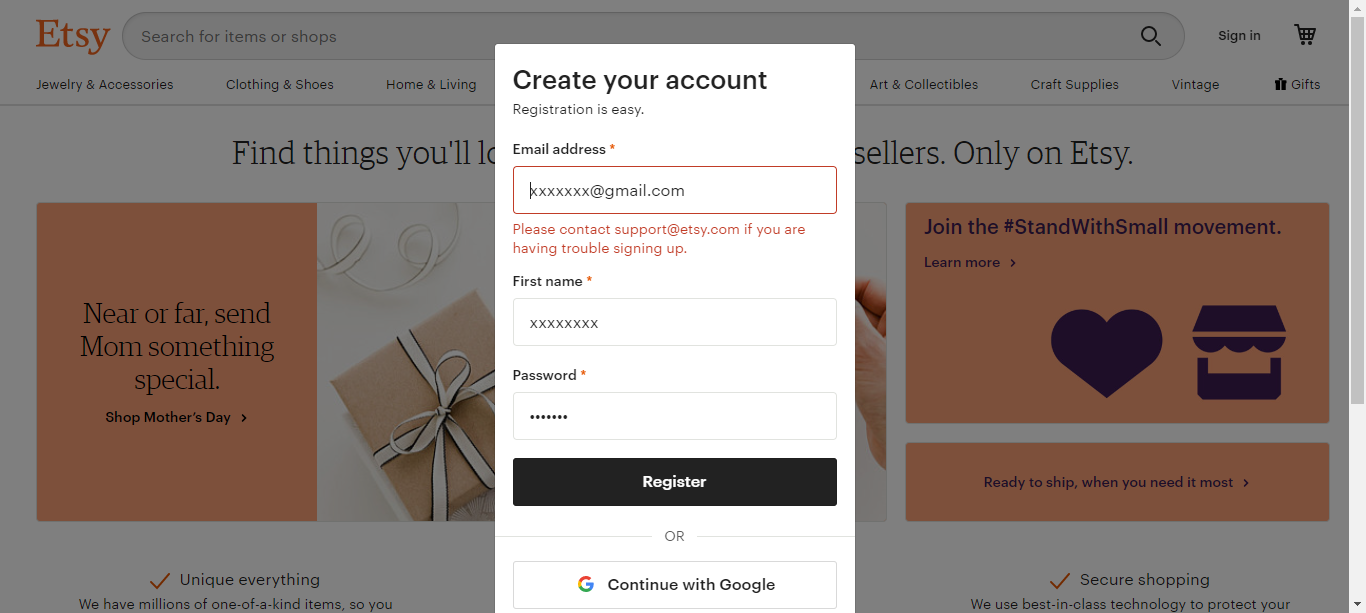 Etsy
Search for items or shops
Sign in
Jewelry & Accessories
Clothing & Shoes
Home & Living
Art & Collectibles
Craft Supplies
Vintage
Gifts
Find things you'll lo
sellers. Only on Etsy.
Create your account
Registration is easy.
Email address *
xxxxxxx@gmail.com
Please contact support@etsy.com if you are
having trouble signing up.
First name *
xxxxxxxx
Password *
•••••••
Register
OR
Continue with Google
Near or far, send
Mom something
special.
Shop Mother's Day
Join the #StandWithSmall movement.
Learn more
Ready to ship, when you need it most
Unique everything
We have millions of one-of-a-kind items, so you
Secure shopping
We use best-in-class technology to protect your